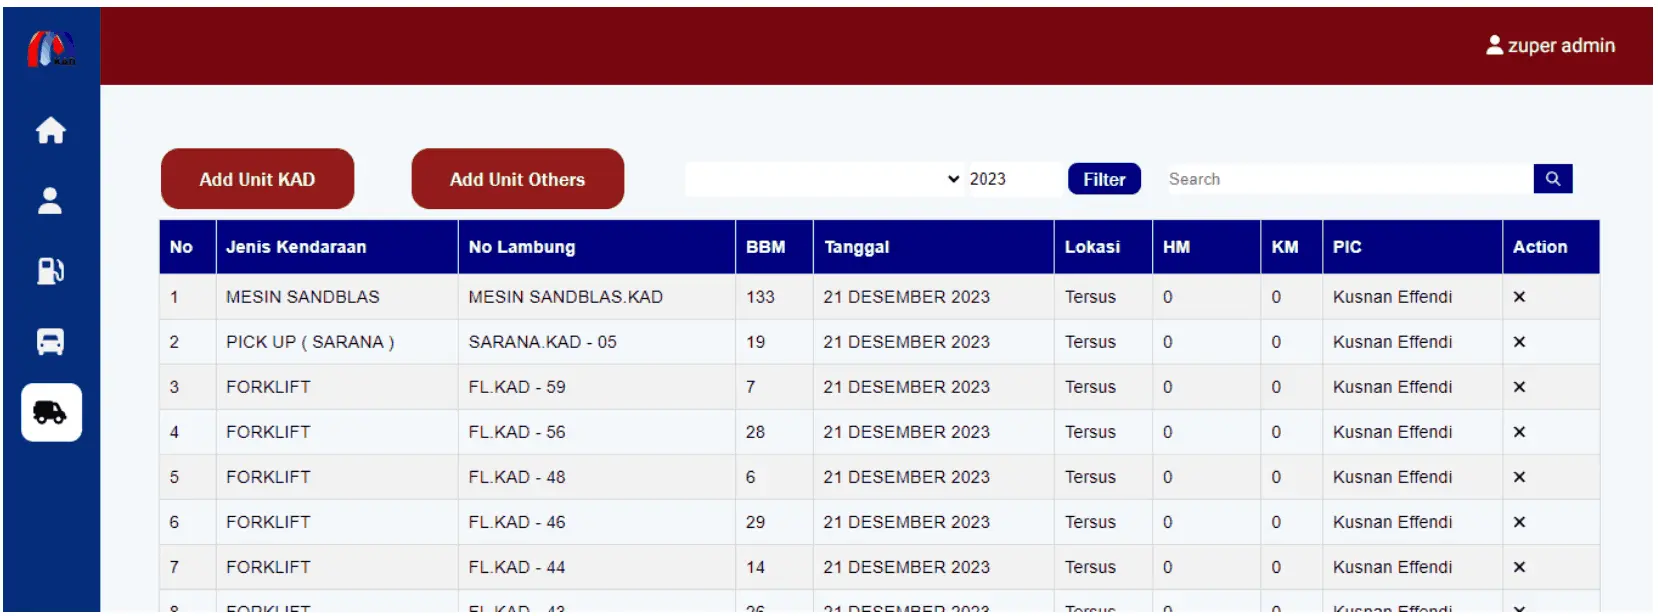 zuper admin
Add Unit KAD Add Unit Others 2023 Filter Search
No Jenis Kendaraan No Lambung BBM Tanggal Lokasi HM KM PIC Action
1 MESIN SANDBLAS MESIN SANDBLAS.KAD 133 21 DESEMBER 2023 Tersus 0 0 Kusnan Effendi ×
2 PICK UP ( SARANA ) SARANA.KAD - 05 19 21 DESEMBER 2023 Tersus 0 0 Kusnan Effendi ×
3 FORKLIFT FL.KAD - 59 7 21 DESEMBER 2023 Tersus 0 0 Kusnan Effendi ×
4 FORKLIFT FL.KAD - 56 28 21 DESEMBER 2023 Tersus 0 0 Kusnan Effendi ×
5 FORKLIFT FL.KAD - 48 6 21 DESEMBER 2023 Tersus 0 0 Kusnan Effendi ×
6 FORKLIFT FL.KAD - 46 29 21 DESEMBER 2023 Tersus 0 0 Kusnan Effendi ×
7 FORKLIFT FL.KAD - 44 14 21 DESEMBER 2023 Tersus 0 0 Kusnan Effendi ×
8 FORKLIFT FL.KAD - 43 26 21 DESEMBER 2023 Tersus 0 0 Kusnan Effendi ×